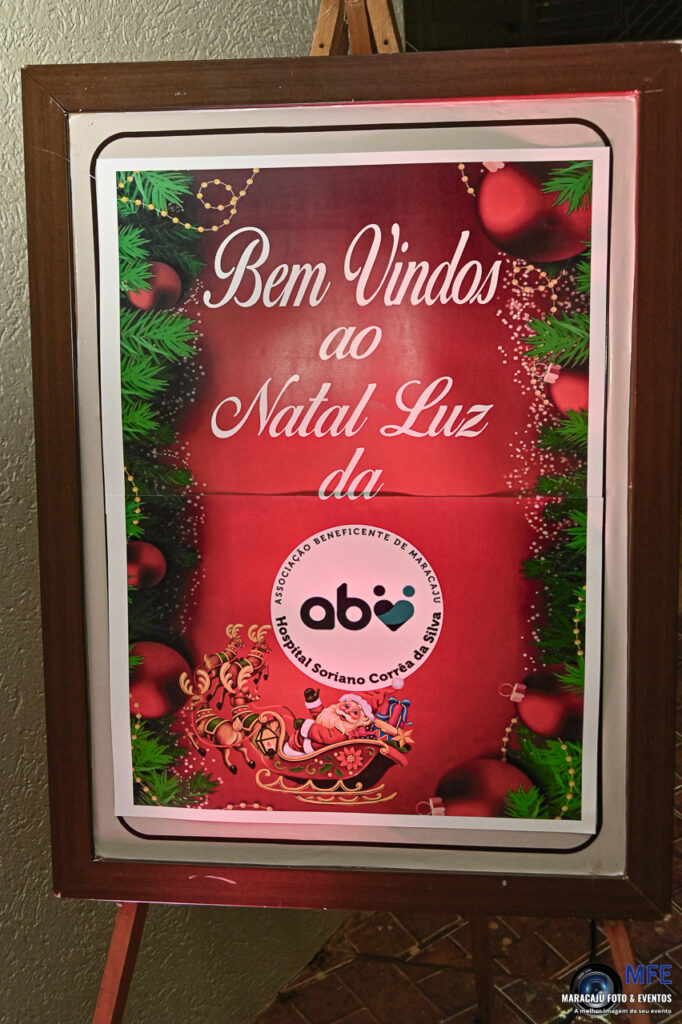 Bem Vindos
ao
Natal Luz
da
ASSOCIAÇÃO BENEFICENTE DE MARACAJU
abm
Hospital Soriano Corrêa da Silva
MFE
MARACAJÚ FOTO & EVENTOS
A melhor imagem do seu evento